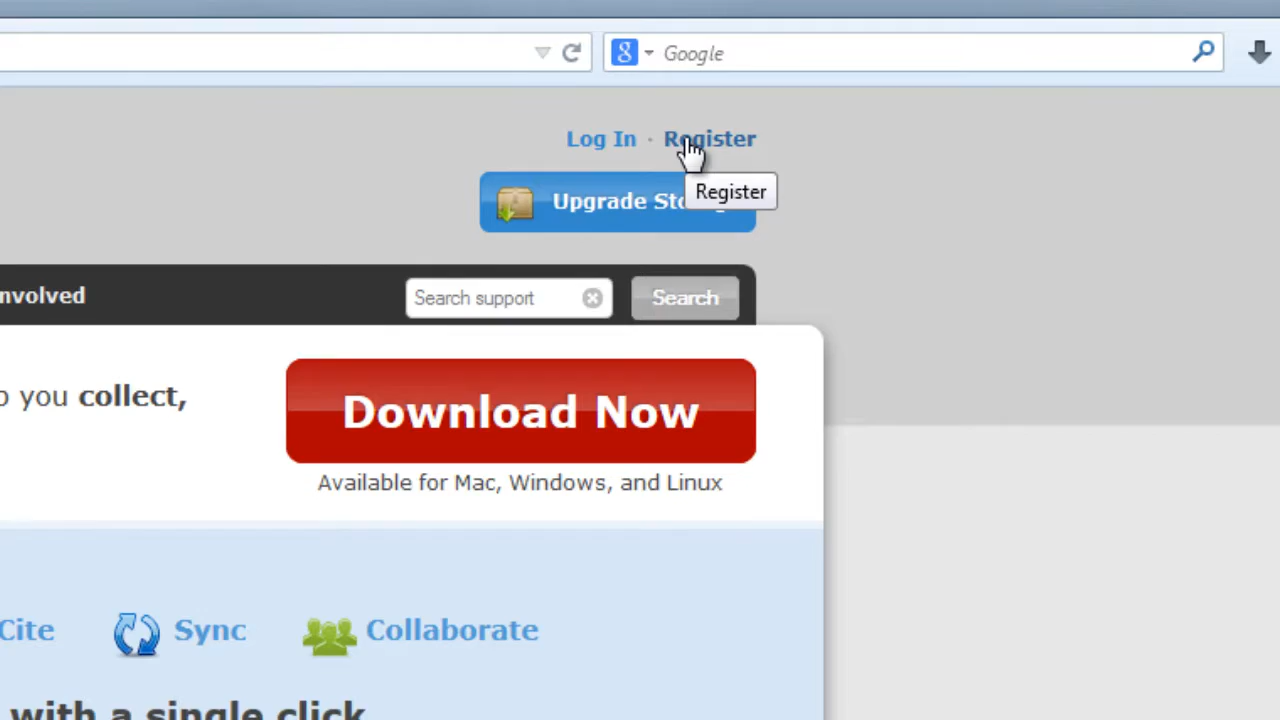 Google
Log In · Register
Register
Upgrade
nvolved
Search support
Search
you collect,
Download Now
Available for Mac, Windows, and Linux
Cite
Sync
Collaborate
with a single click